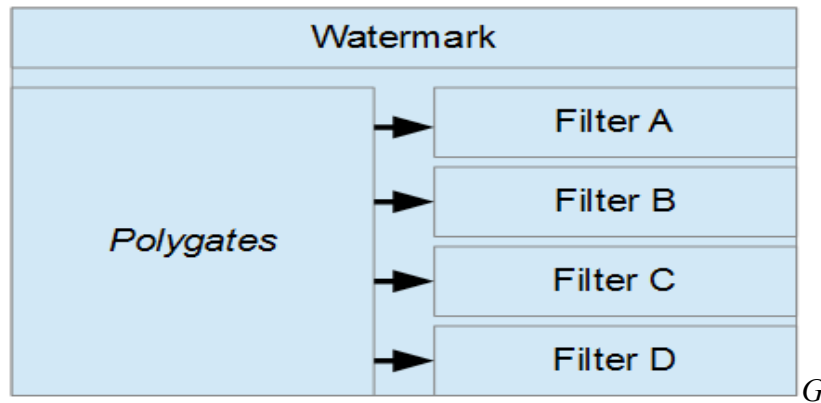 Watermark
Filter A
Filter B
Polygates
Filter C
Filter D
G